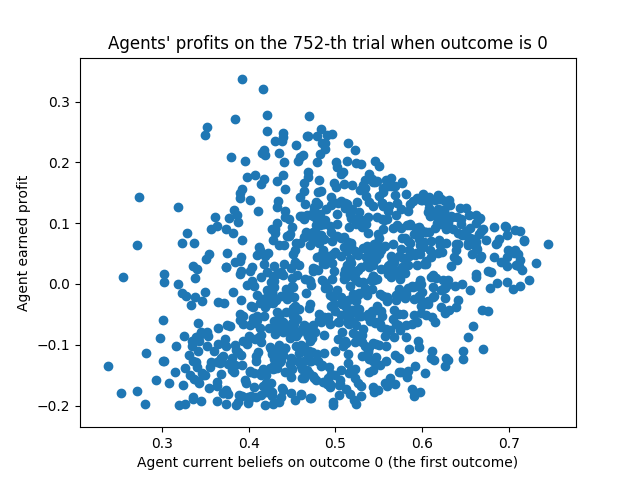 Agents' profits on the 752-th trial when outcome is 0
Agent earned profit
0.3
0.2
0.1
0.0
−0.1
−0.2
0.3 0.4 0.5 0.6 0.7
Agent current beliefs on outcome 0 (the first outcome)